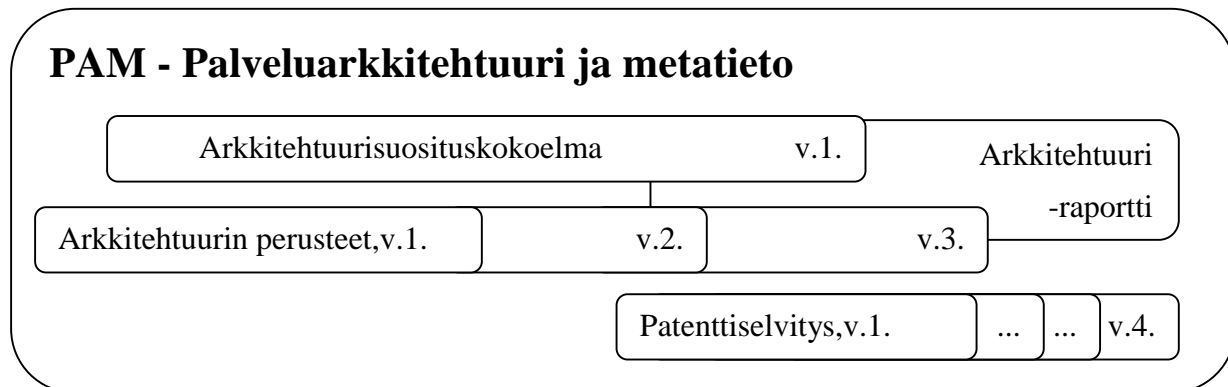 PAM - Palveluarkkitehtuuri ja metatieto
Arkkitehtuurisuosituskokoelma v.1.
Arkkitehtuuri
-raportti
Arkkitehtuurin perusteet,v.1. v.2. v.3.
Patenttiselvitys,v.1. ... ... v.4.